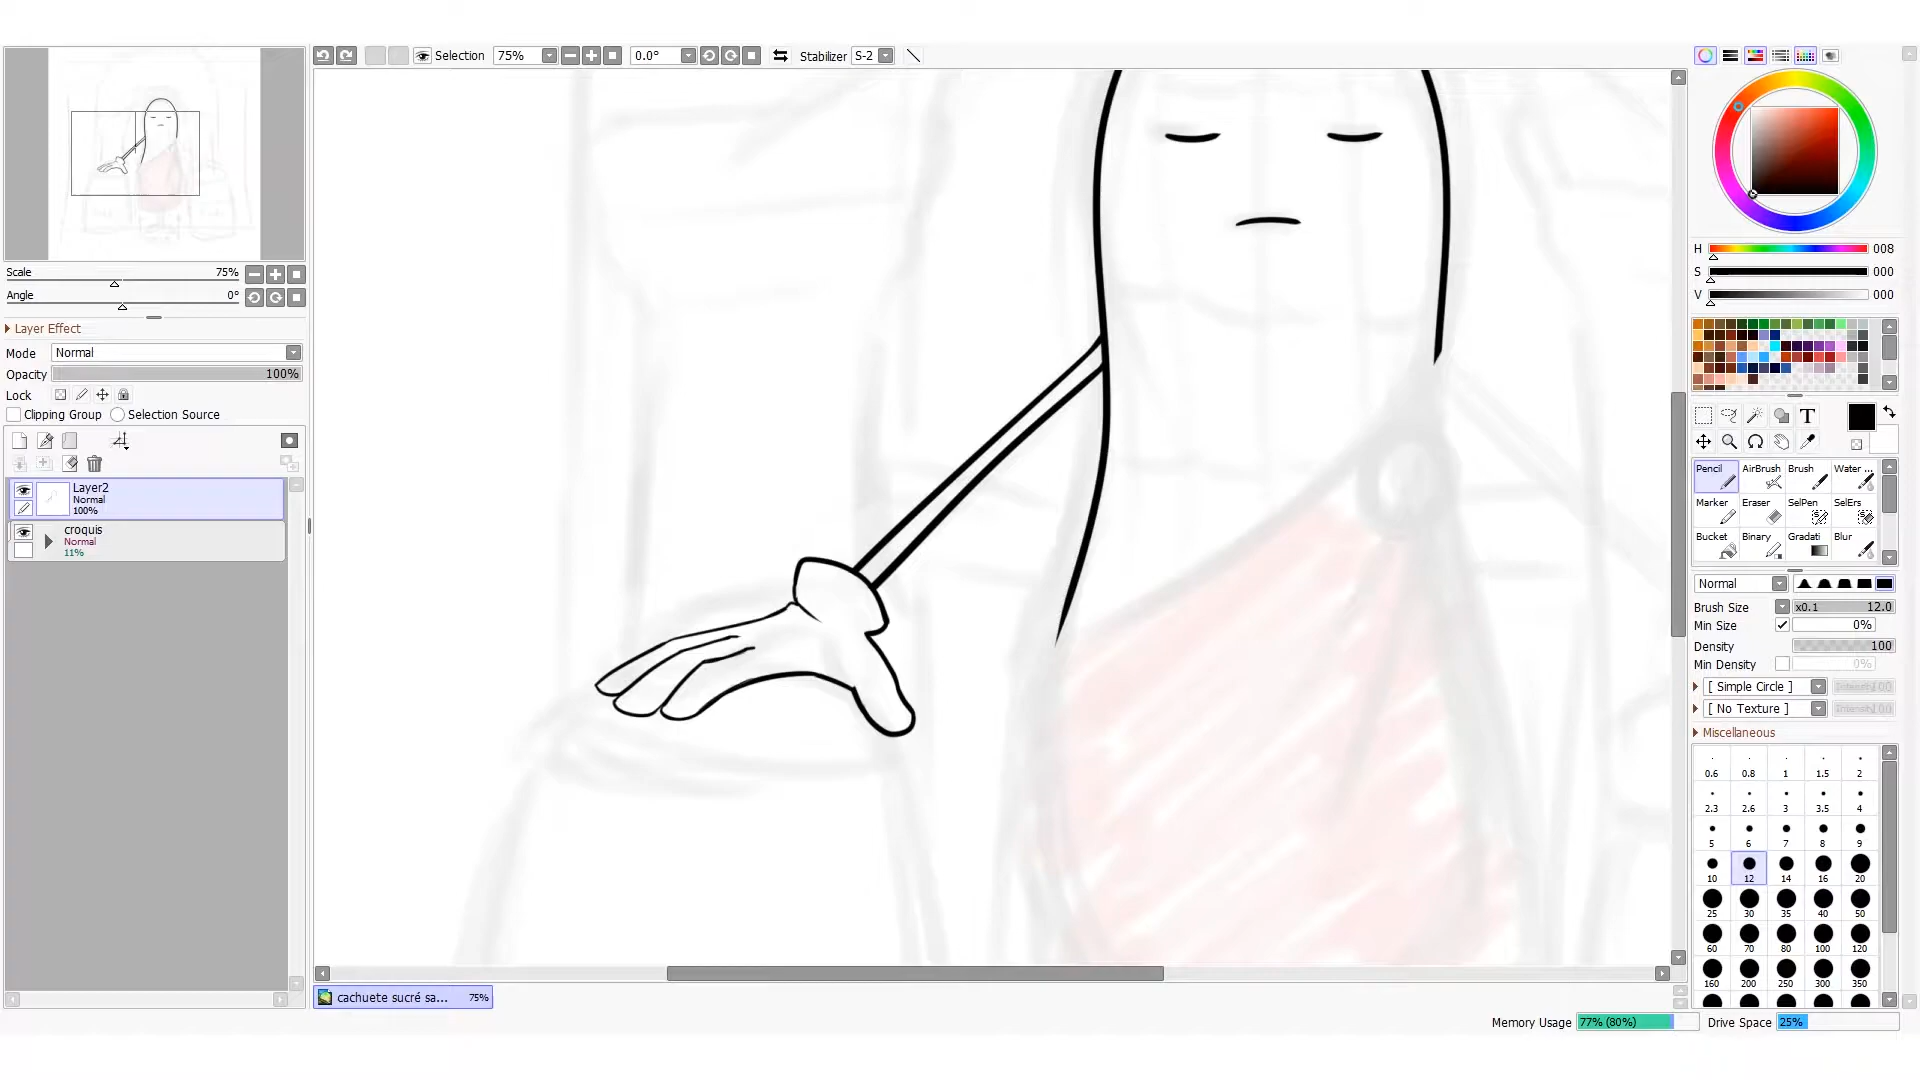 Selection 75% 0.0° Stabilizer S-2
Scale 75%
Angle 0°
Layer Effect
Mode Normal
Opacity 100%
Lock
Clipping Group Selection Source
Layer2
Normal
100%
croquis
Normal
11%
cachuete sucré sa... 75%
H 008
S 000
V 000
T
Pencil AirBrush Brush Water ...
Marker Eraser SelPen SelErs
Bucket Binary Gradati Blur
Normal
Brush Size x0.1 12.0
Min Size 0%
Density 100
Min Density 0%
[ Simple Circle ]
[ No Texture ]
Miscellaneous
0.6 0.8 1 1.5 2
2.3 2.6 3 3.5 4
5 6 7 8 9
10 12 14 16 20
25 30 35 40 50
60 70 80 100 120
160 200 250 300 350
Memory Usage 77% (80%) Drive Space 25%